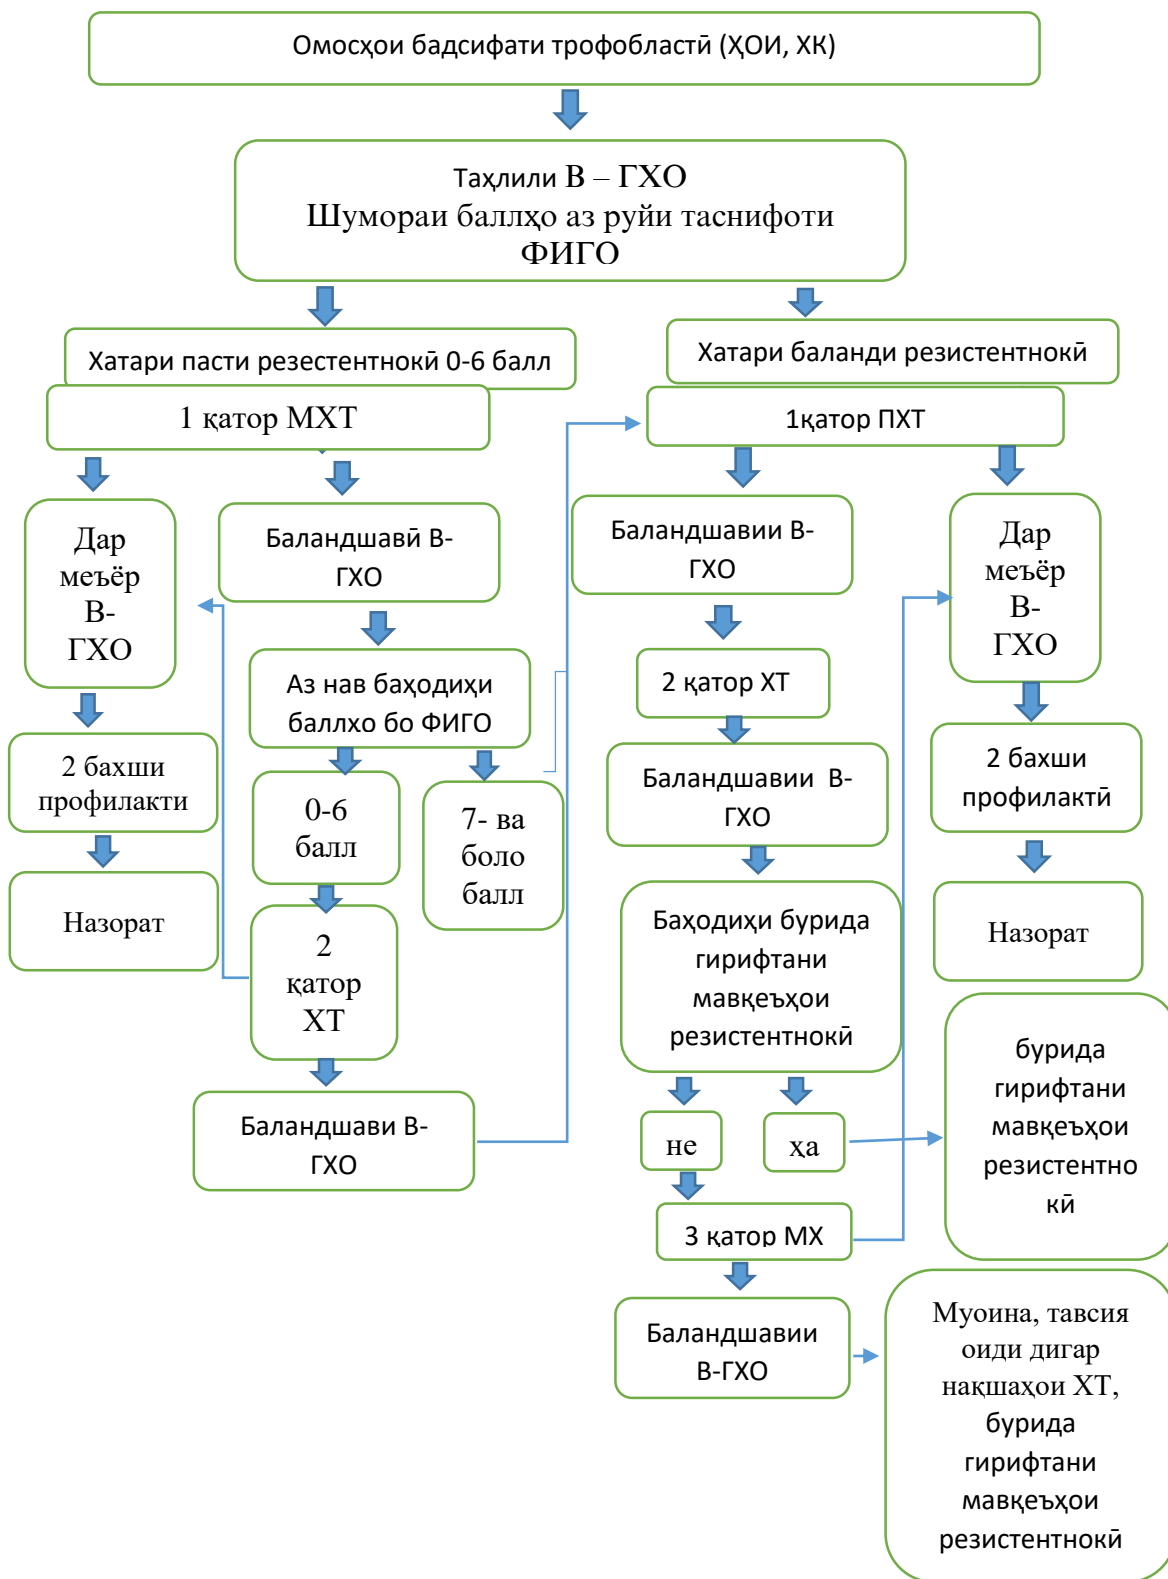 Омосҳои бадсифати трофобластӣ (ҲОИ, ХК)
Таҳлили В – ГХО
Шумораи баллҳо аз руйи таснифоти
ФИГО
Хатари пасти резестентнокӣ 0-6 балл
1 қатор МХТ
Дар
меъёр
В-
ГХО
2 бахши
профилакти
Назорат
Баландшавӣ В-
ГХО
Аз нав баҳодиҳи
баллхо бо ФИГО
0-6
балл
7- ва
боло
балл
2
қатор
ХТ
Баландшави В-
ГХО
Хатари баланди резистентнокӣ
1қатор ПХТ
Баландшавии В-
ГХО
2 қатор ХТ
Баландшавии В-
ГХО
Баҳодиҳи бурида
гирифтани
мавқеъҳои
резистентнокӣ
не
ҳа
3 қатор МХ
Баландшавии
В-ГХО
Дар
меъёр
В-
ГХО
2 бахши
профилактӣ
Назорат
бурида
гирифтани
мавқеъҳои
резистентно
кӣ
Муоина, тавсия
оиди дигар
нақшаҳои ХТ,
бурида
гирифтани
мавқеъҳои
резистентнокӣ